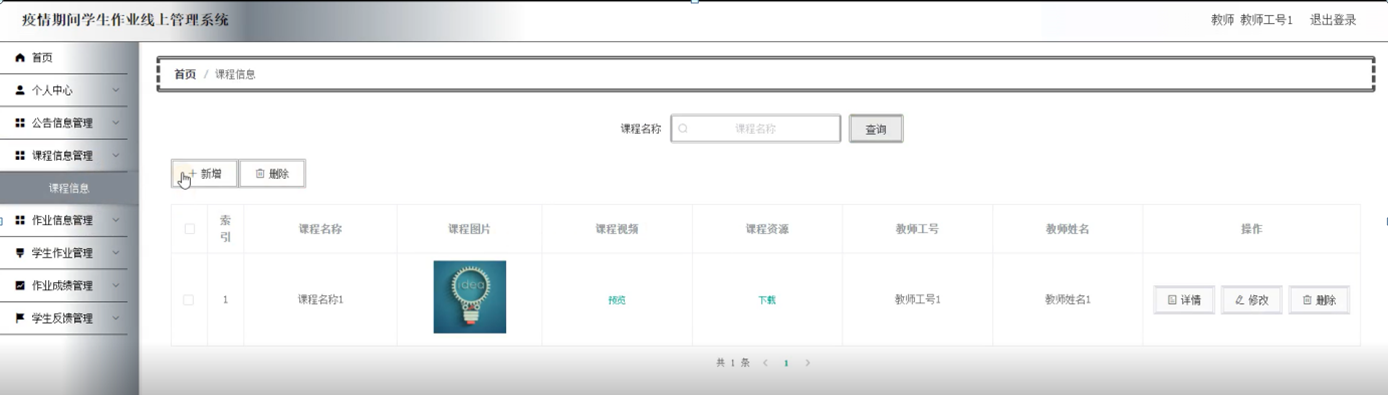 疫情期间学生作业线上管理系统
教师 教师工号1 退出登录
首页
个人中心
公告信息管理
课程信息管理
课程信息
作业信息管理
学生作业管理
作业成绩管理
学生反馈管理
首页 / 课程信息
课程名称 课程名称 查询
+ 新增 删除
索引 课程名称 课程图片 课程视频 课程资源 教师工号 教师姓名 操作
1 课程名称1 idea 预览 下载 教师工号1 教师姓名1 详情 修改 删除
共 1 条 < 1 >